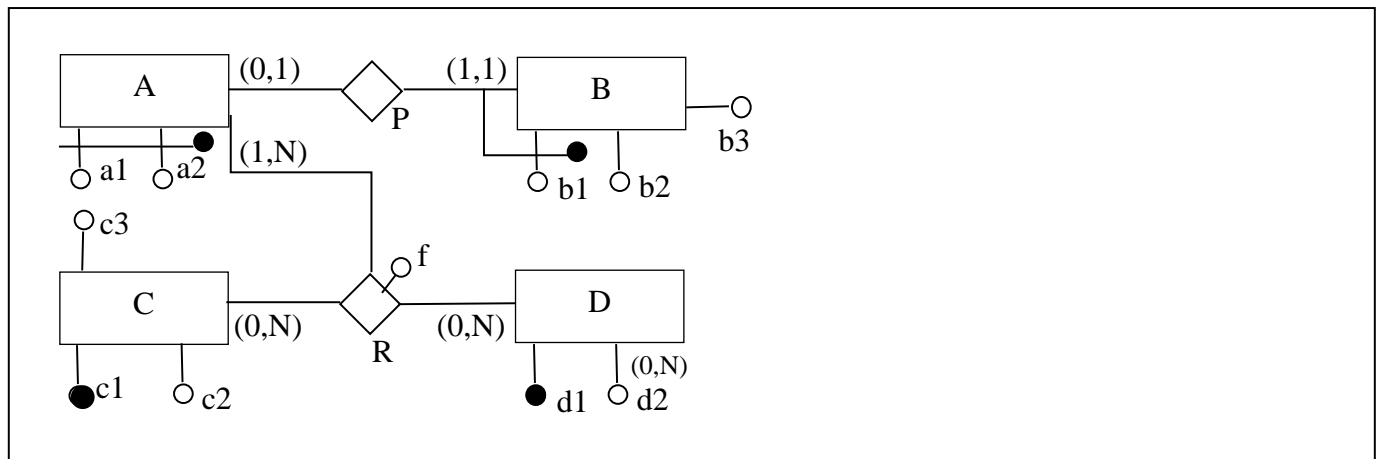 A (0,1) P (1,1) B
b3
a1 a2 (1,N) b1 b2
c3
f
C (0,N) R (0,N) D
(0,N)
c1 c2 d1 d2